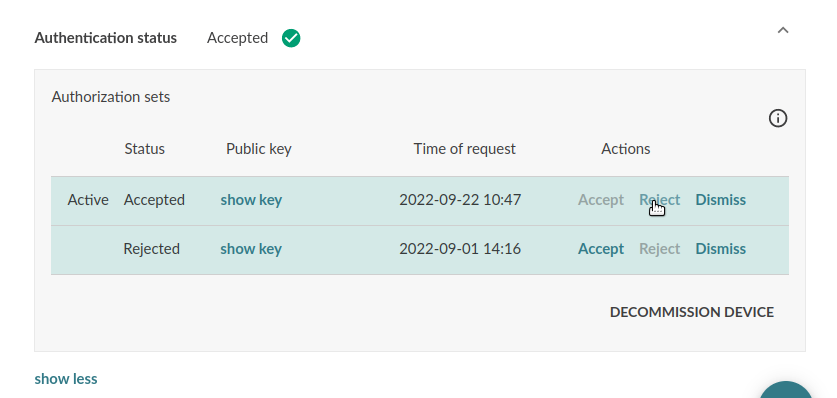 Authentication status Accepted
Authorization sets
Status Public key Time of request Actions
Active Accepted show key 2022-09-22 10:47 Accept Reject Dismiss
Rejected show key 2022-09-01 14:16 Accept Reject Dismiss
DECOMMISSION DEVICE
show less